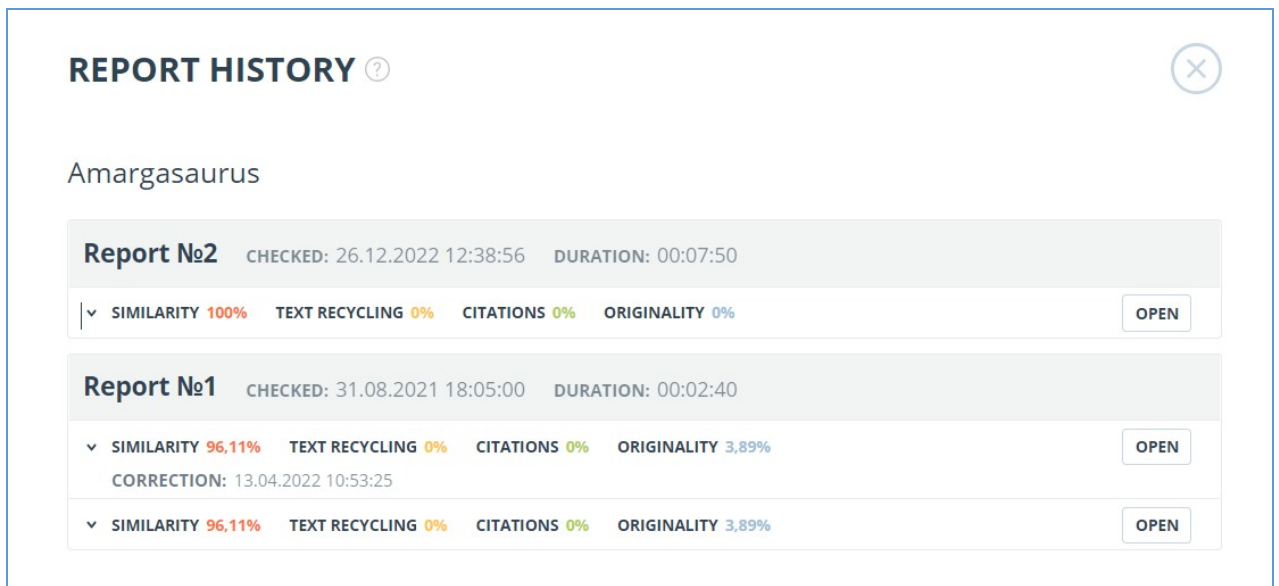 REPORT HISTORY ?
Amargasaurus
Report №2 CHECKED: 26.12.2022 12:38:56 DURATION: 00:07:50
SIMILARITY 100% TEXT RECYCLING 0% CITATIONS 0% ORIGINALITY 0% OPEN
Report №1 CHECKED: 31.08.2021 18:05:00 DURATION: 00:02:40
SIMILARITY 96,11% TEXT RECYCLING 0% CITATIONS 0% ORIGINALITY 3,89% OPEN
CORRECTION: 13.04.2022 10:53:25
SIMILARITY 96,11% TEXT RECYCLING 0% CITATIONS 0% ORIGINALITY 3,89% OPEN